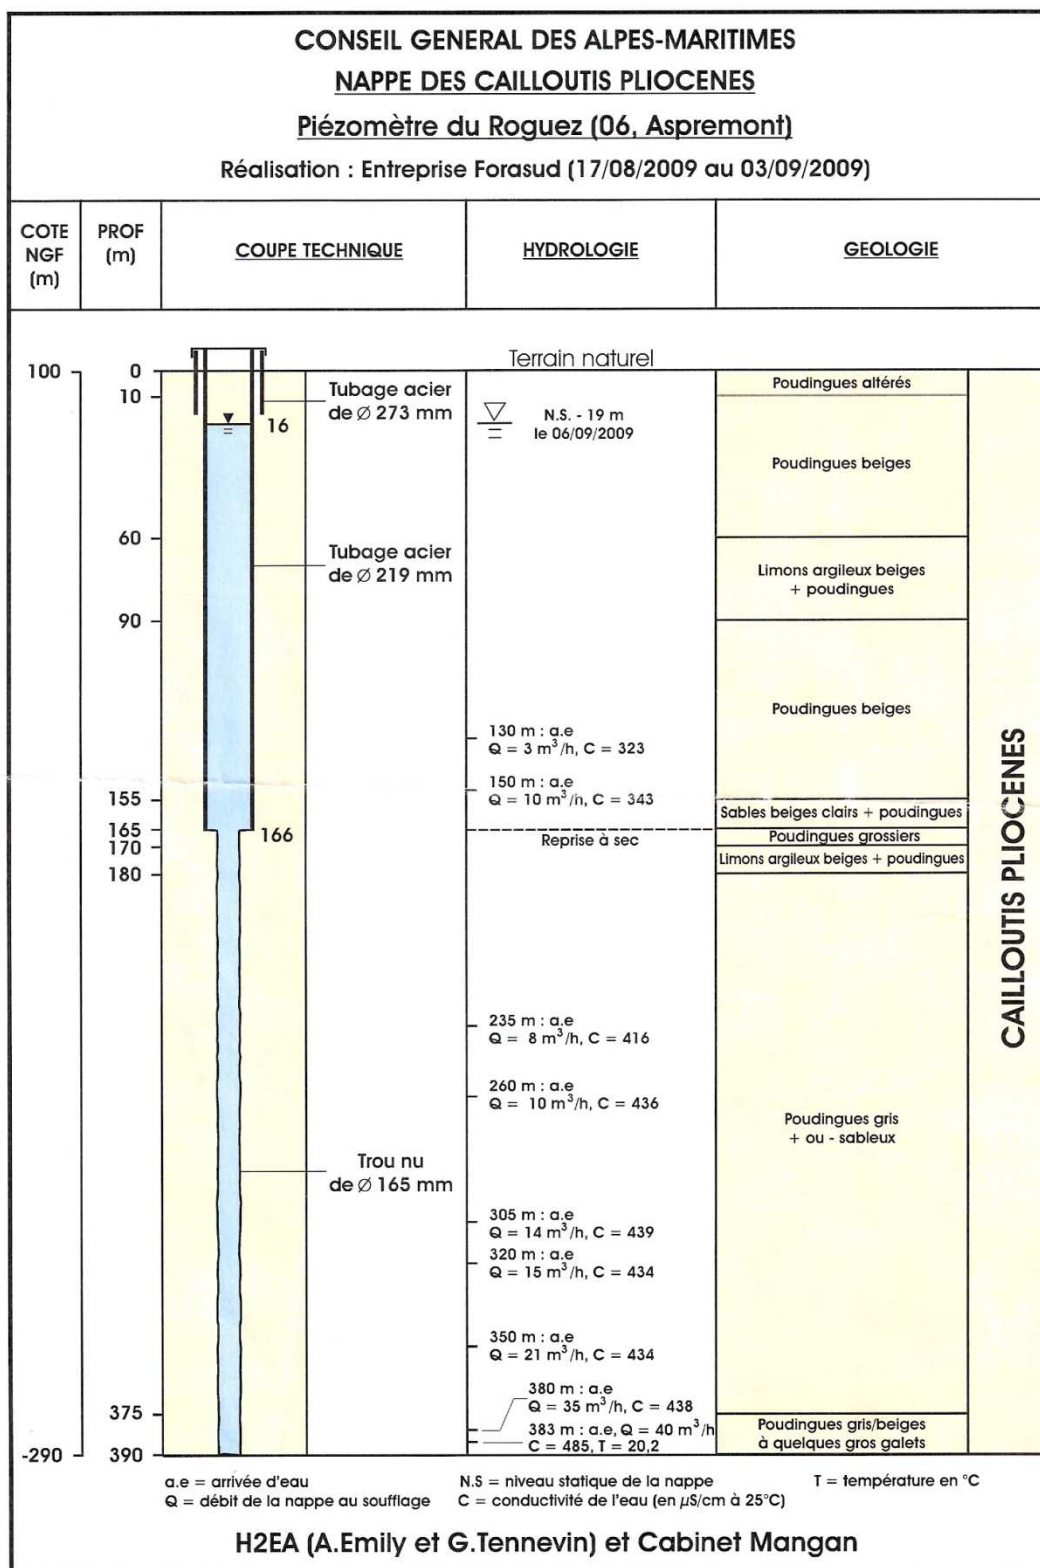 CONSEIL GENERAL DES ALPES-MARITIMES
NAPPE DES CAILLOUTIS PLIOCENES
Piézomètre du Roguez (06, Aspremont)
Réalisation : Entreprise Forasud (17/08/2009 au 03/09/2009)
COTE
NGF
(m)
PROF
(m)
COUPE TECHNIQUE
HYDROLOGIE
GEOLOGIE
100
-290
0
10
60
90
155
165
170
180
375
390
Tubage acier
de Ø 273 mm
16
Tubage acier
de Ø 219 mm
166
Trou nu
de Ø 165 mm
Terrain naturel
N.S. - 19 m
le 06/09/2009
130 m : a.e
Q = 3 m³/h, C = 323
150 m : a.e
Q = 10 m³/h, C = 343
Reprise à sec
235 m : a.e
Q = 8 m³/h, C = 416
260 m : a.e
Q = 10 m³/h, C = 436
305 m : a.e
Q = 14 m³/h, C = 439
320 m : a.e
Q = 15 m³/h, C = 434
350 m : a.e
Q = 21 m³/h, C = 434
380 m : a.e
Q = 35 m³/h, C = 438
383 m : a.e, Q = 40 m³/h
C = 485, T = 20,2
Poudingues altérés
Poudingues beiges
Limons argileux beiges
+ poudingues
Poudingues beiges
Sables beiges clairs + poudingues
Poudingues grossiers
Limons argileux beiges + poudingues
Poudingues gris
+ ou - sableux
Poudingues gris/beiges
à quelques gros galets
CAILLOUTIS PLIOCENES
a.e = arrivée d'eau
Q = débit de la nappe au soufflage
N.S = niveau statique de la nappe
C = conductivité de l'eau (en µS/cm à 25°C)
T = température en °C
H2EA (A.Emily et G.Tennevin) et Cabinet Mangan